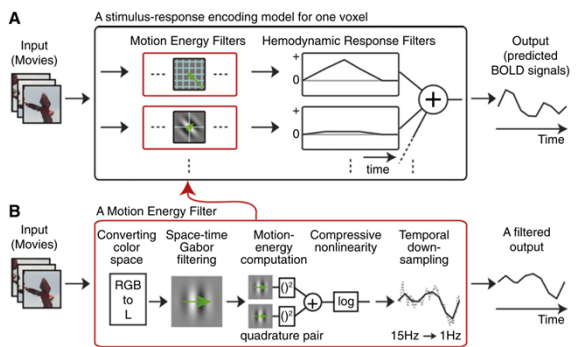 A
A stimulus-response encoding model for one voxel
Input
(Movies)
Motion Energy Filters
Hemodynamic Response Filters
Output
(predicted
BOLD signals)
+
0
+
0
+
time
Time
B
A Motion Energy Filter
Input
(Movies)
Converting
color
space
Space-time
Gabor
filtering
Motion-
energy
computation
Compressive
nonlinearity
Temporal
down-
sampling
A filtered
output
RGB
to
L
()²
()²
+
log
quadrature pair
15Hz → 1Hz
Time